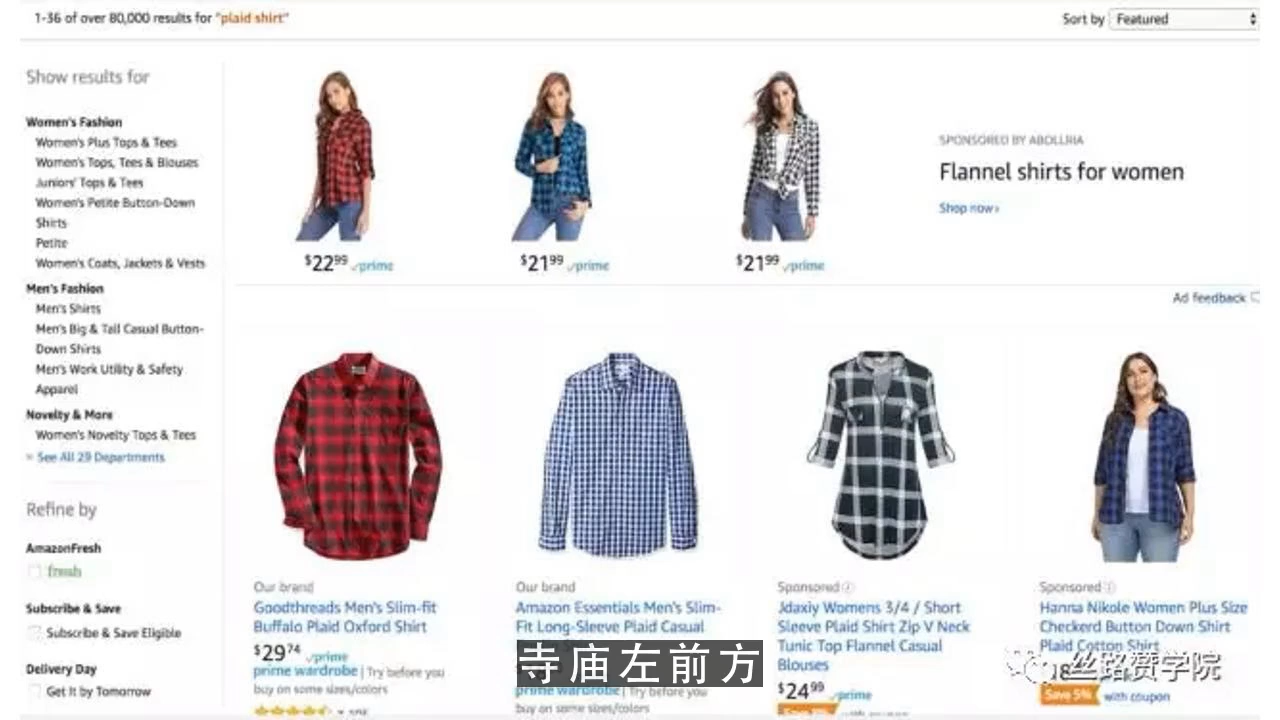 1-36 of over 80,000 results for "plaid shirt"
Sort by Featured
Show results for
Women's Fashion
Women's Plus Tops & Tees
Women's Tops, Tees & Blouses
Juniors' Tops & Tees
Women's Petite Button-Down
Shirts
Petite
Women's Coats, Jackets & Vests
Men's Fashion
Men's Shirts
Men's Big & Tall Casual Button-
Down Shirts
Men's Work Utility & Safety
Apparel
Novelty & More
Women's Novelty Tops & Tees
See All 29 Departments
Refine by
AmazonFresh
fresh
Subscribe & Save
Subscribe & Save Eligible
Delivery Day
Get It by Tomorrow
$22.99 prime
$21.99 prime
$21.99 prime
SPONSORED BY ABOLLRIA
Flannel shirts for women
Shop now ›
Ad feedback
Our brand
Goodthreads Men's Slim-fit
Buffalo Plaid Oxford Shirt
$29.74 prime
prime wardrobe | Try before you
buy on some sizes/colors
Our brand
Amazon Essentials Men's Slim-
Fit Long-Sleeve Plaid Casual
prime wardrobe | Try before you
buy on some sizes/colors
Sponsored
Jdaxiy Womens 3/4 / Short
Sleeve Plaid Shirt Zip V Neck
Tunic Top Flannel Casual
Blouses
$24.99 prime
Sponsored
Hanna Nikole Women Plus Size
Checkerd Button Down Shirt
Plaid Cotton Shirt
Save 5% with coupon
寺庙左前方
丝路赞学院